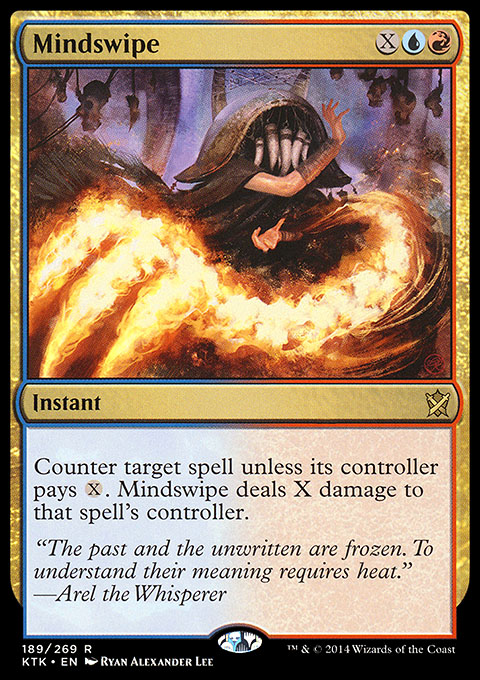 Mindswipe X
Instant
Counter target spell unless its controller
pays X. Mindswipe deals X damage to
that spell's controller.
"The past and the unwritten are frozen. To
understand their meaning requires heat."
—Arel the Whisperer
189/269 R
KTK • EN Ryan Alexander Lee
™ & © 2014 Wizards of the Coast